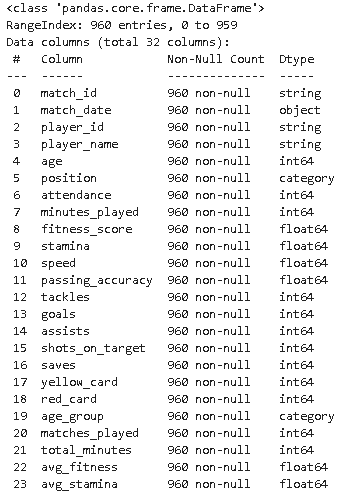 <class 'pandas.core.frame.DataFrame'>
RangeIndex: 960 entries, 0 to 959
Data columns (total 32 columns):
 #   Column            Non-Null Count  Dtype
---  ------            --------------  -----
 0   match_id          960 non-null    string
 1   match_date        960 non-null    object
 2   player_id         960 non-null    string
 3   player_name       960 non-null    string
 4   age               960 non-null    int64
 5   position          960 non-null    category
 6   attendance        960 non-null    int64
 7   minutes_played    960 non-null    int64
 8   fitness_score     960 non-null    float64
 9   stamina           960 non-null    float64
 10  speed             960 non-null    float64
 11  passing_accuracy  960 non-null    float64
 12  tackles           960 non-null    int64
 13  goals             960 non-null    int64
 14  assists           960 non-null    int64
 15  shots_on_target   960 non-null    int64
 16  saves             960 non-null    int64
 17  yellow_card       960 non-null    int64
 18  red_card          960 non-null    int64
 19  age_group         960 non-null    category
 20  matches_played    960 non-null    int64
 21  total_minutes     960 non-null    int64
 22  avg_fitness       960 non-null    float64
 23  avg_stamina       960 non-null    float64